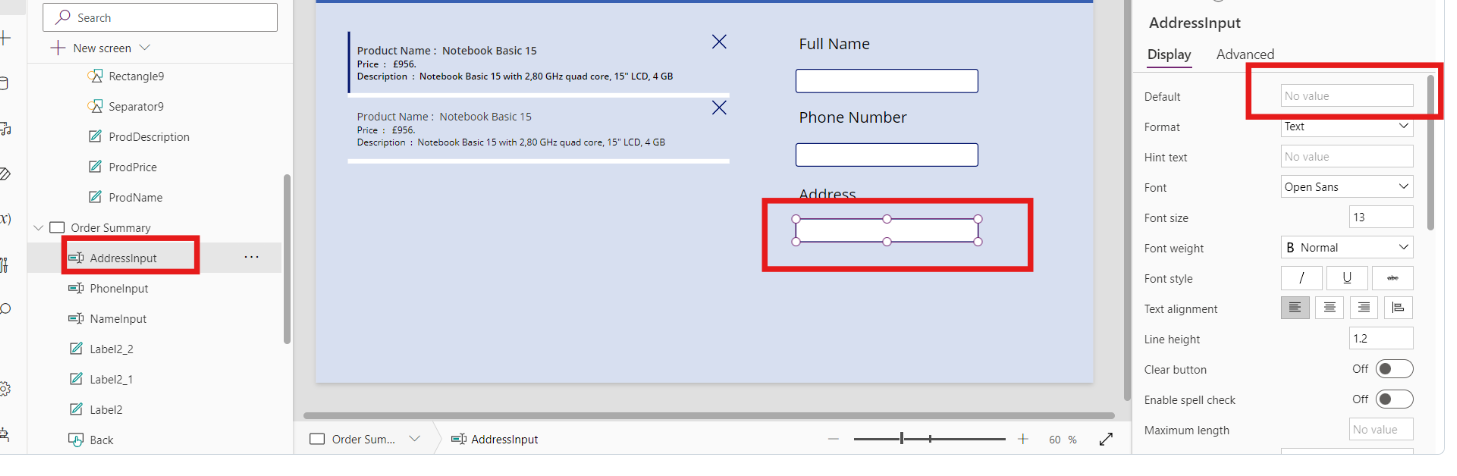 Search
New screen
Rectangle9
Separator9
ProdDescription
ProdPrice
ProdName
Order Summary
AddressInput
...
PhoneInput
NameInput
Label2_2
Label2_1
Label2
Back
Product Name : Notebook Basic 15
Price : £956.
Description : Notebook Basic 15 with 2,80 GHz quad core, 15" LCD, 4 GB
Product Name : Notebook Basic 15
Price : £956.
Description : Notebook Basic 15 with 2,80 GHz quad core, 15" LCD, 4 GB
Full Name
Phone Number
Address
Order Sum...
AddressInput
60 %
AddressInput
Display Advanced
Default No value
Format Text
Hint text No value
Font Open Sans
Font size 13
Font weight B Normal
Font style / U abc
Text alignment
Line height 1.2
Clear button Off
Enable spell check Off
Maximum length No value